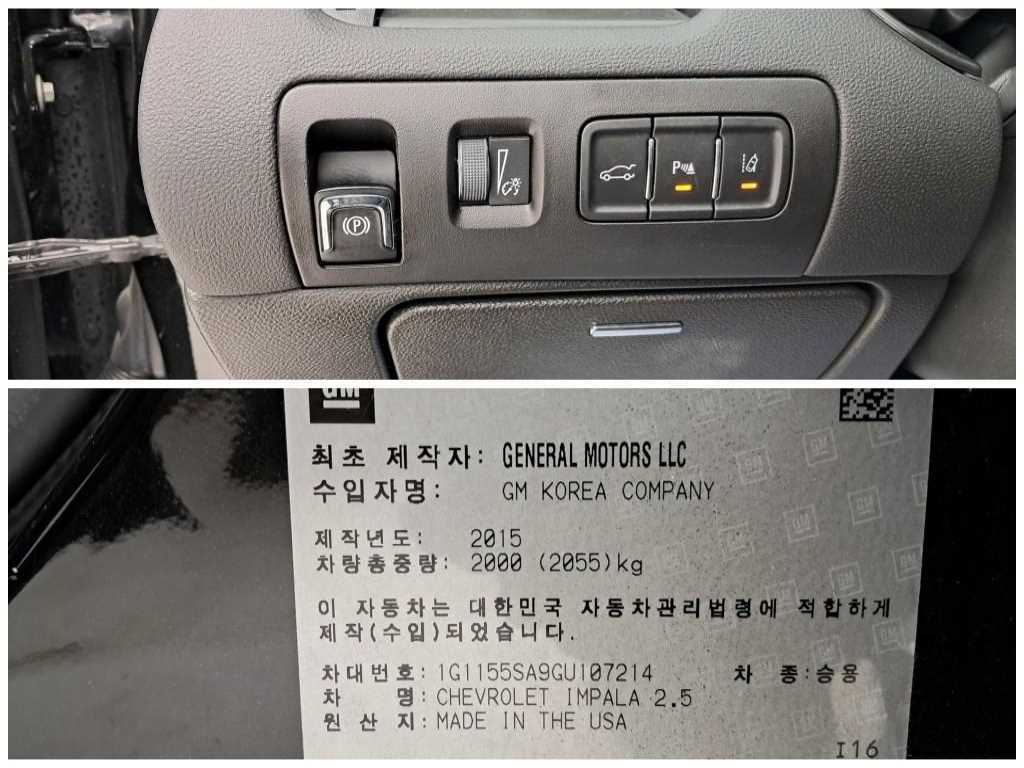 P
P
GM
최초 제작자: GENERAL MOTORS LLC
수입자명: GM KOREA COMPANY
제작년도: 2015
차량총중량: 2000 (2055)kg
이 자동차는 대한민국 자동차관리법령에 적합하게
제작(수입)되었습니다.
차대번호: 1G1155SA9GU107214 차 종:승용
차 명: CHEVROLET IMPALA 2.5
원산지: MADE IN THE USA
I16